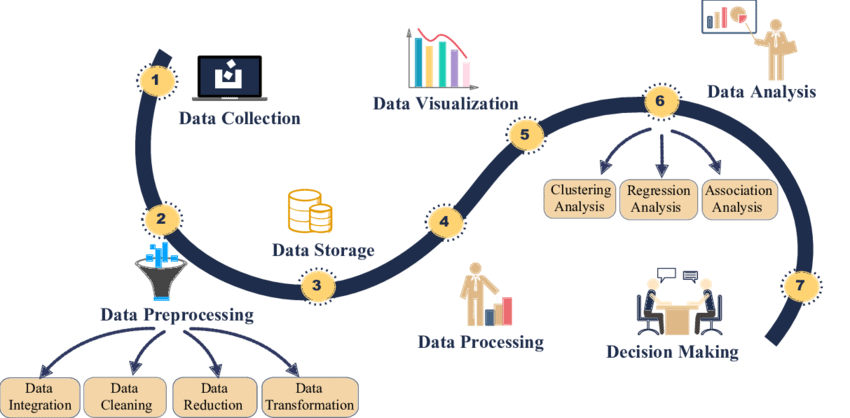 1
Data Collection
2
Data Preprocessing
Data
Integration
Data
Cleaning
Data
Reduction
Data
Transformation
3
Data Storage
4
Data Processing
5
Data Visualization
6
Data Analysis
Clustering
Analysis
Regression
Analysis
Association
Analysis
7
Decision Making